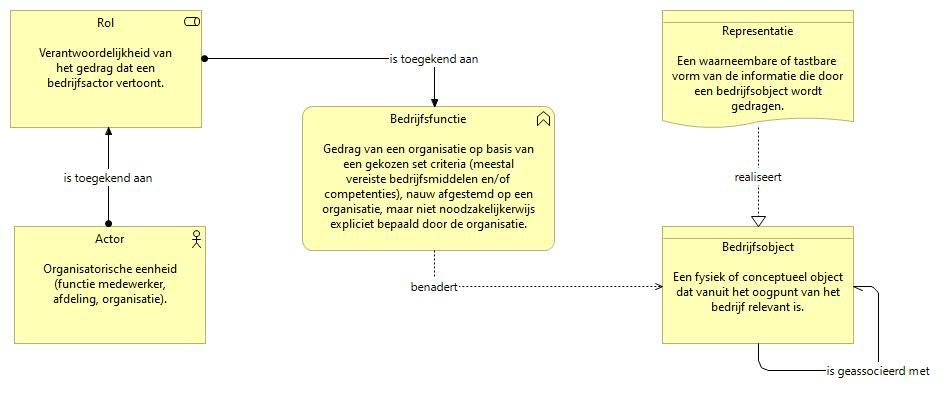 Rol
Verantwoordelijkheid van
het gedrag dat een
bedrijfsactor vertoont.
is toegekend aan
Representatie
Een waarneembare of tastbare
vorm van de informatie die door
een bedrijfsobject wordt
gedragen.
Bedrijfsfunctie
Gedrag van een organisatie op basis van
een gekozen set criteria (meestal
vereiste bedrijfsmiddelen en/of
competenties), nauw afgestemd op een
organisatie, maar niet noodzakelijkerwijs
expliciet bepaald door de organisatie.
is toegekend aan
realiseert
Actor
Organisatorische eenheid
(functie medewerker,
afdeling, organisatie).
Bedrijfsobject
Een fysiek of conceptueel object
dat vanuit het oogpunt van het
bedrijf relevant is.
benadert
is geassocieerd met